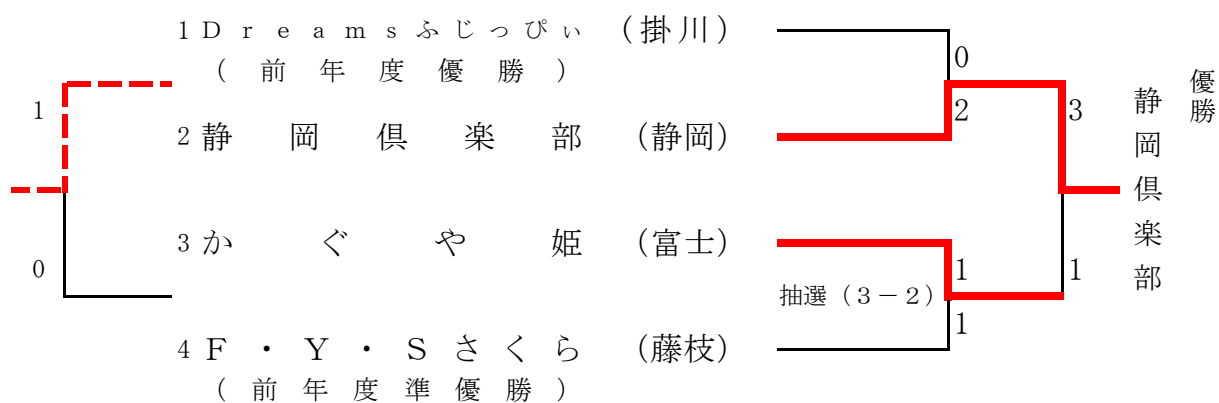 1 Dreamsふじっぴぃ (掛川)
(前年度優勝)
2 静岡倶楽部 (静岡)
3 かぐや姫 (富士)
4 F・Y・Sさくら (藤枝)
(前年度準優勝)
1
0
0
2
1
抽選(3-2)
1
3
1
静岡倶楽部
優勝